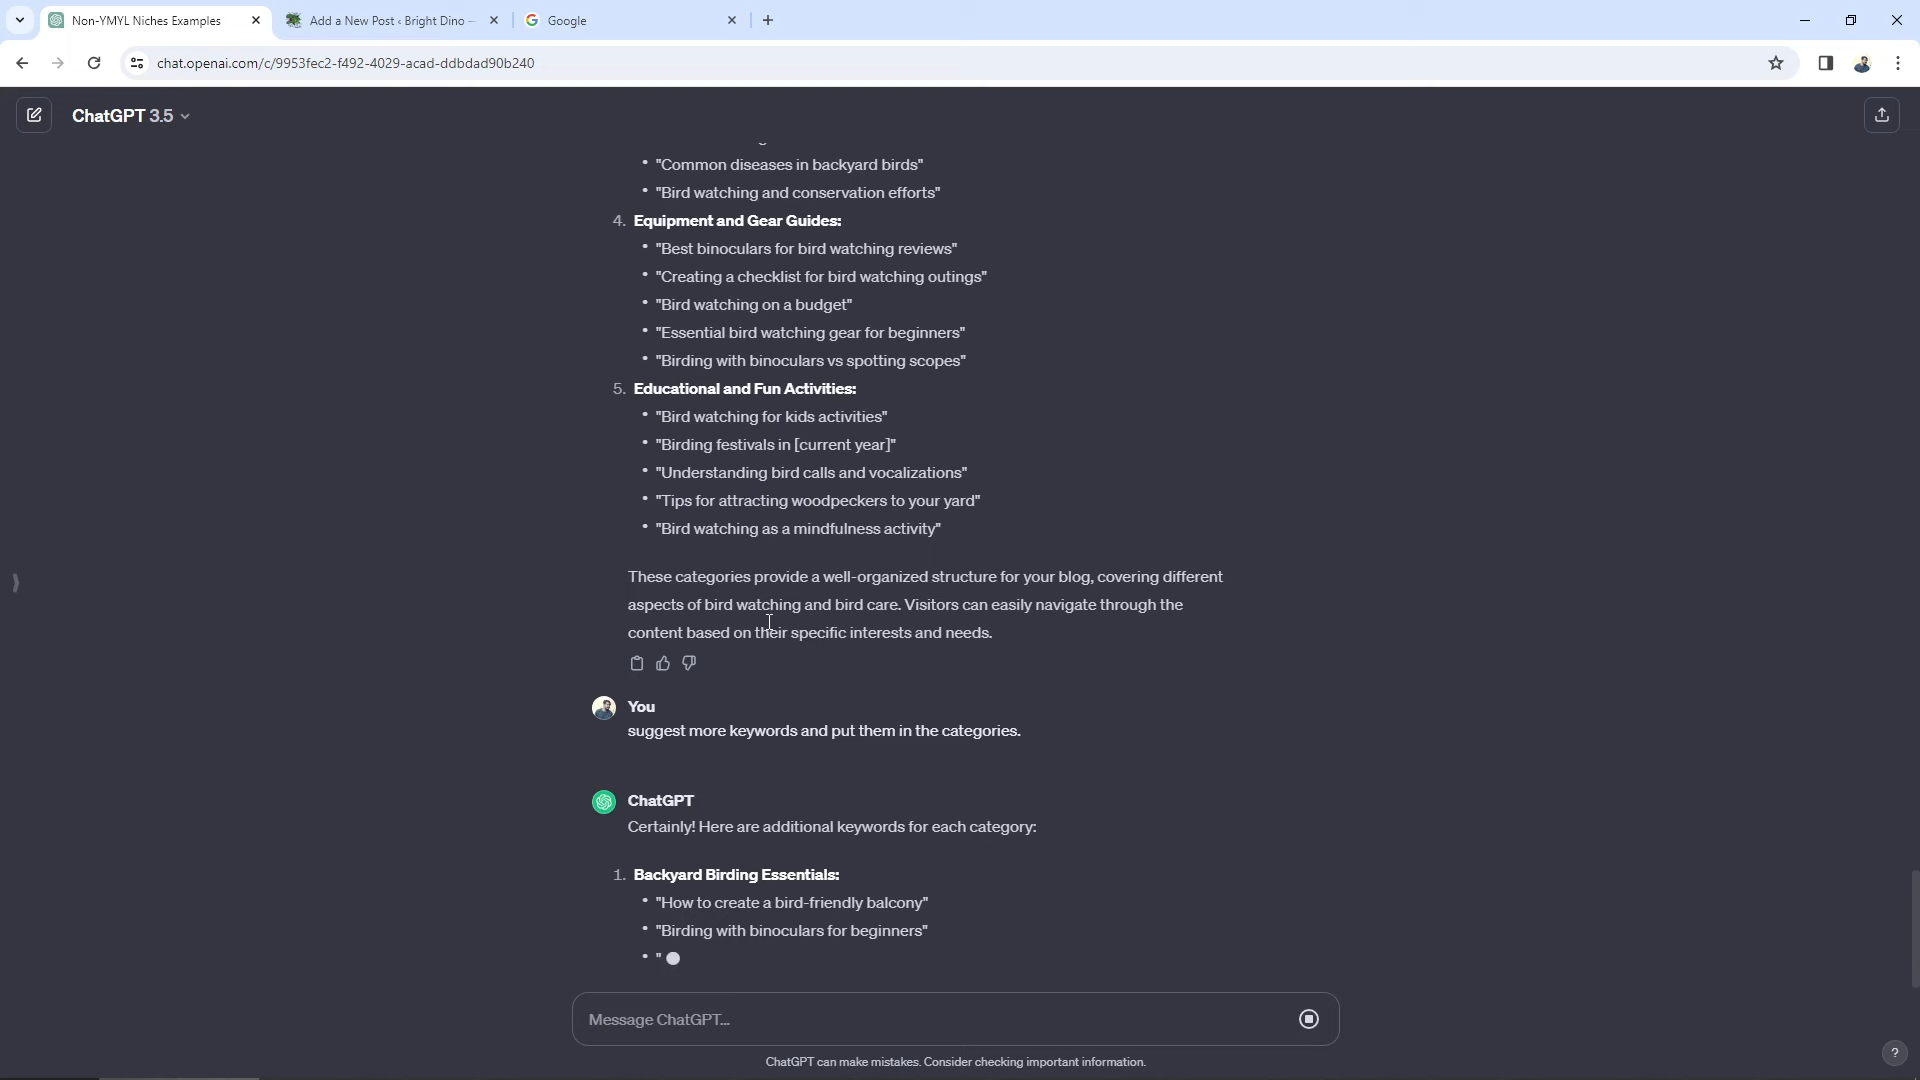 Non-YMYL Niches Examples
Add a New Post ‹ Bright Dino —
Google
chat.openai.com/c/9953fec2-f492-4029-acad-ddbdad90b240
ChatGPT 3.5
• "Common diseases in backyard birds"
• "Bird watching and conservation efforts"
4. Equipment and Gear Guides:
• "Best binoculars for bird watching reviews"
• "Creating a checklist for bird watching outings"
• "Bird watching on a budget"
• "Essential bird watching gear for beginners"
• "Birding with binoculars vs spotting scopes"
5. Educational and Fun Activities:
• "Bird watching for kids activities"
• "Birding festivals in [current year]"
• "Understanding bird calls and vocalizations"
• "Tips for attracting woodpeckers to your yard"
• "Bird watching as a mindfulness activity"
These categories provide a well-organized structure for your blog, covering different
aspects of bird watching and bird care. Visitors can easily navigate through the
content based on their specific interests and needs.
You
suggest more keywords and put them in the categories.
ChatGPT
Certainly! Here are additional keywords for each category:
1. Backyard Birding Essentials:
• "How to create a bird-friendly balcony"
• "Birding with binoculars for beginners"
• "
Message ChatGPT...
ChatGPT can make mistakes. Consider checking important information.
?